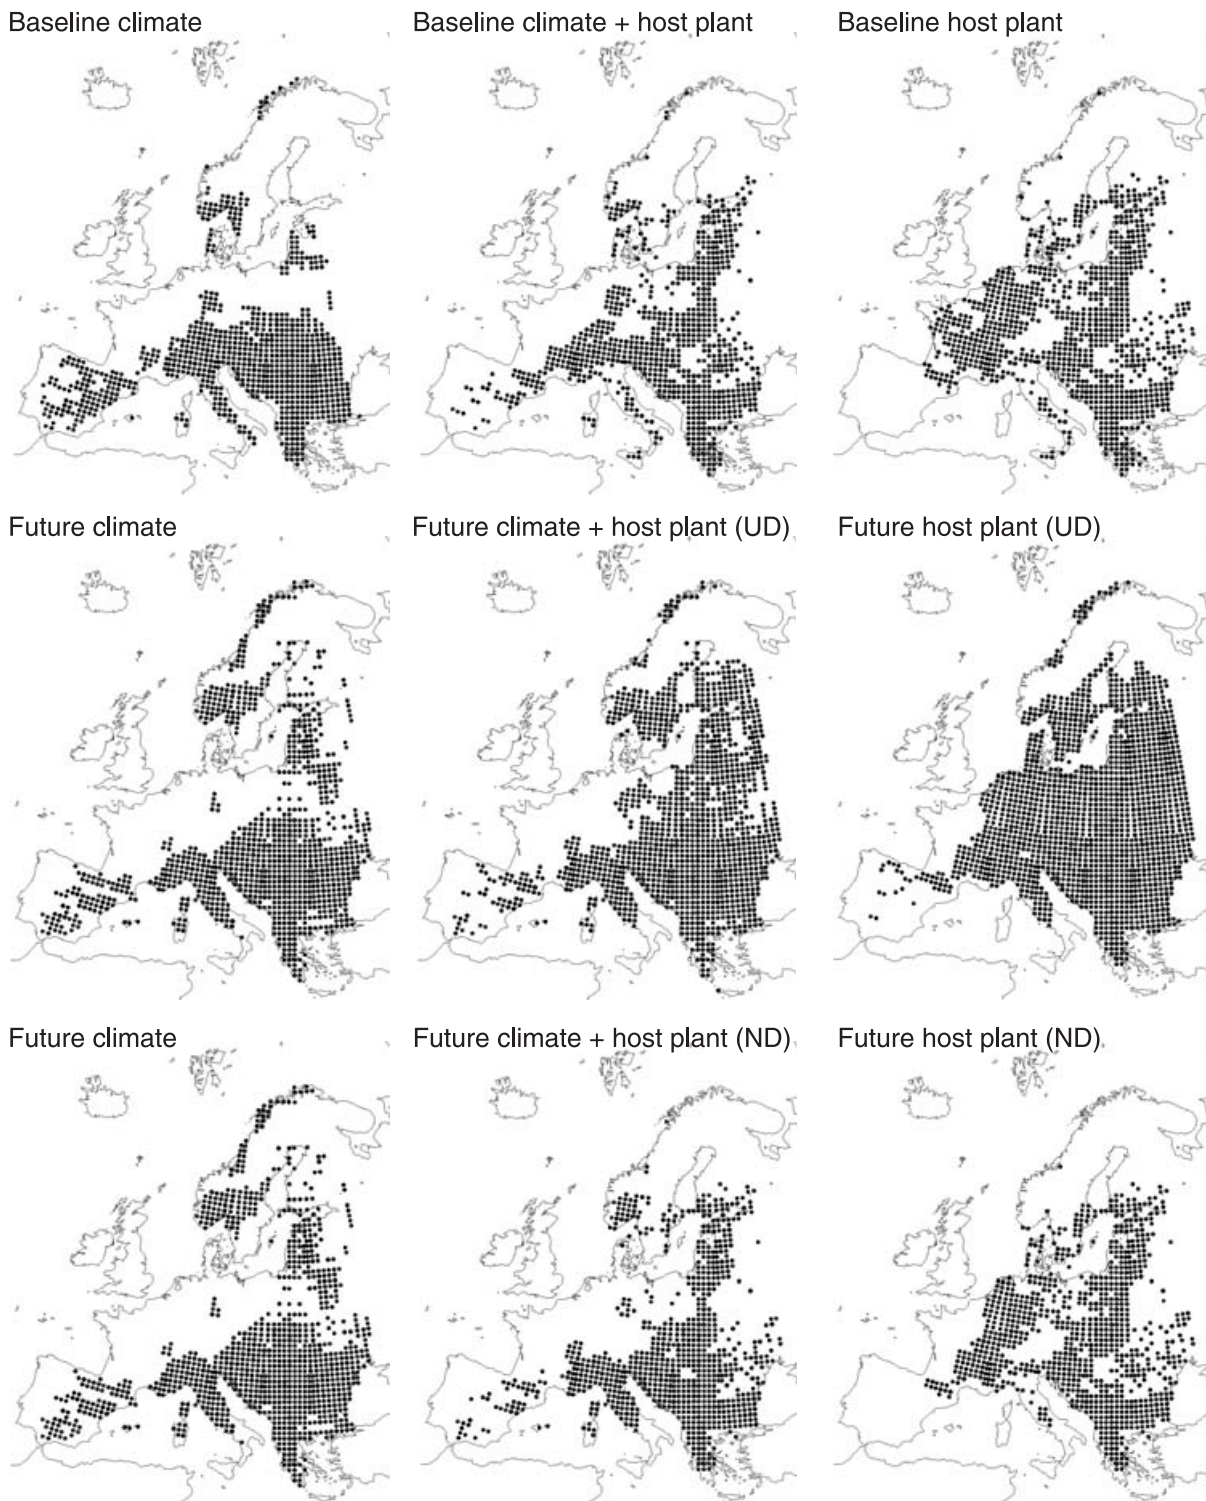 Baseline climate
Baseline climate + host plant
Baseline host plant
Future climate
Future climate + host plant (UD)
Future host plant (UD)
Future climate
Future climate + host plant (ND)
Future host plant (ND)